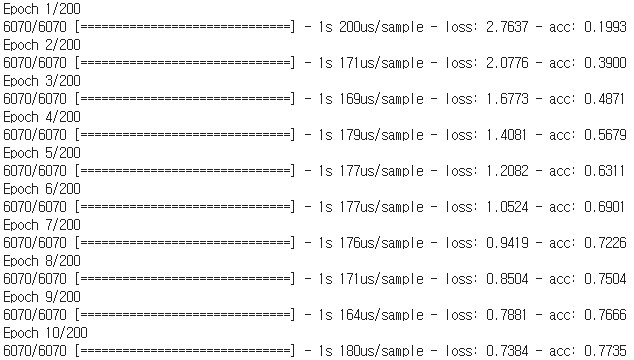 Epoch 1/200
6070/6070 [==============================] - 1s 200us/sample - loss: 2.7637 - acc: 0.1993
Epoch 2/200
6070/6070 [==============================] - 1s 171us/sample - loss: 2.0776 - acc: 0.3900
Epoch 3/200
6070/6070 [==============================] - 1s 169us/sample - loss: 1.6773 - acc: 0.4871
Epoch 4/200
6070/6070 [==============================] - 1s 179us/sample - loss: 1.4081 - acc: 0.5679
Epoch 5/200
6070/6070 [==============================] - 1s 177us/sample - loss: 1.2082 - acc: 0.6311
Epoch 6/200
6070/6070 [==============================] - 1s 177us/sample - loss: 1.0524 - acc: 0.6901
Epoch 7/200
6070/6070 [==============================] - 1s 176us/sample - loss: 0.9419 - acc: 0.7226
Epoch 8/200
6070/6070 [==============================] - 1s 171us/sample - loss: 0.8504 - acc: 0.7504
Epoch 9/200
6070/6070 [==============================] - 1s 164us/sample - loss: 0.7881 - acc: 0.7666
Epoch 10/200
6070/6070 [==============================] - 1s 180us/sample - loss: 0.7384 - acc: 0.7735